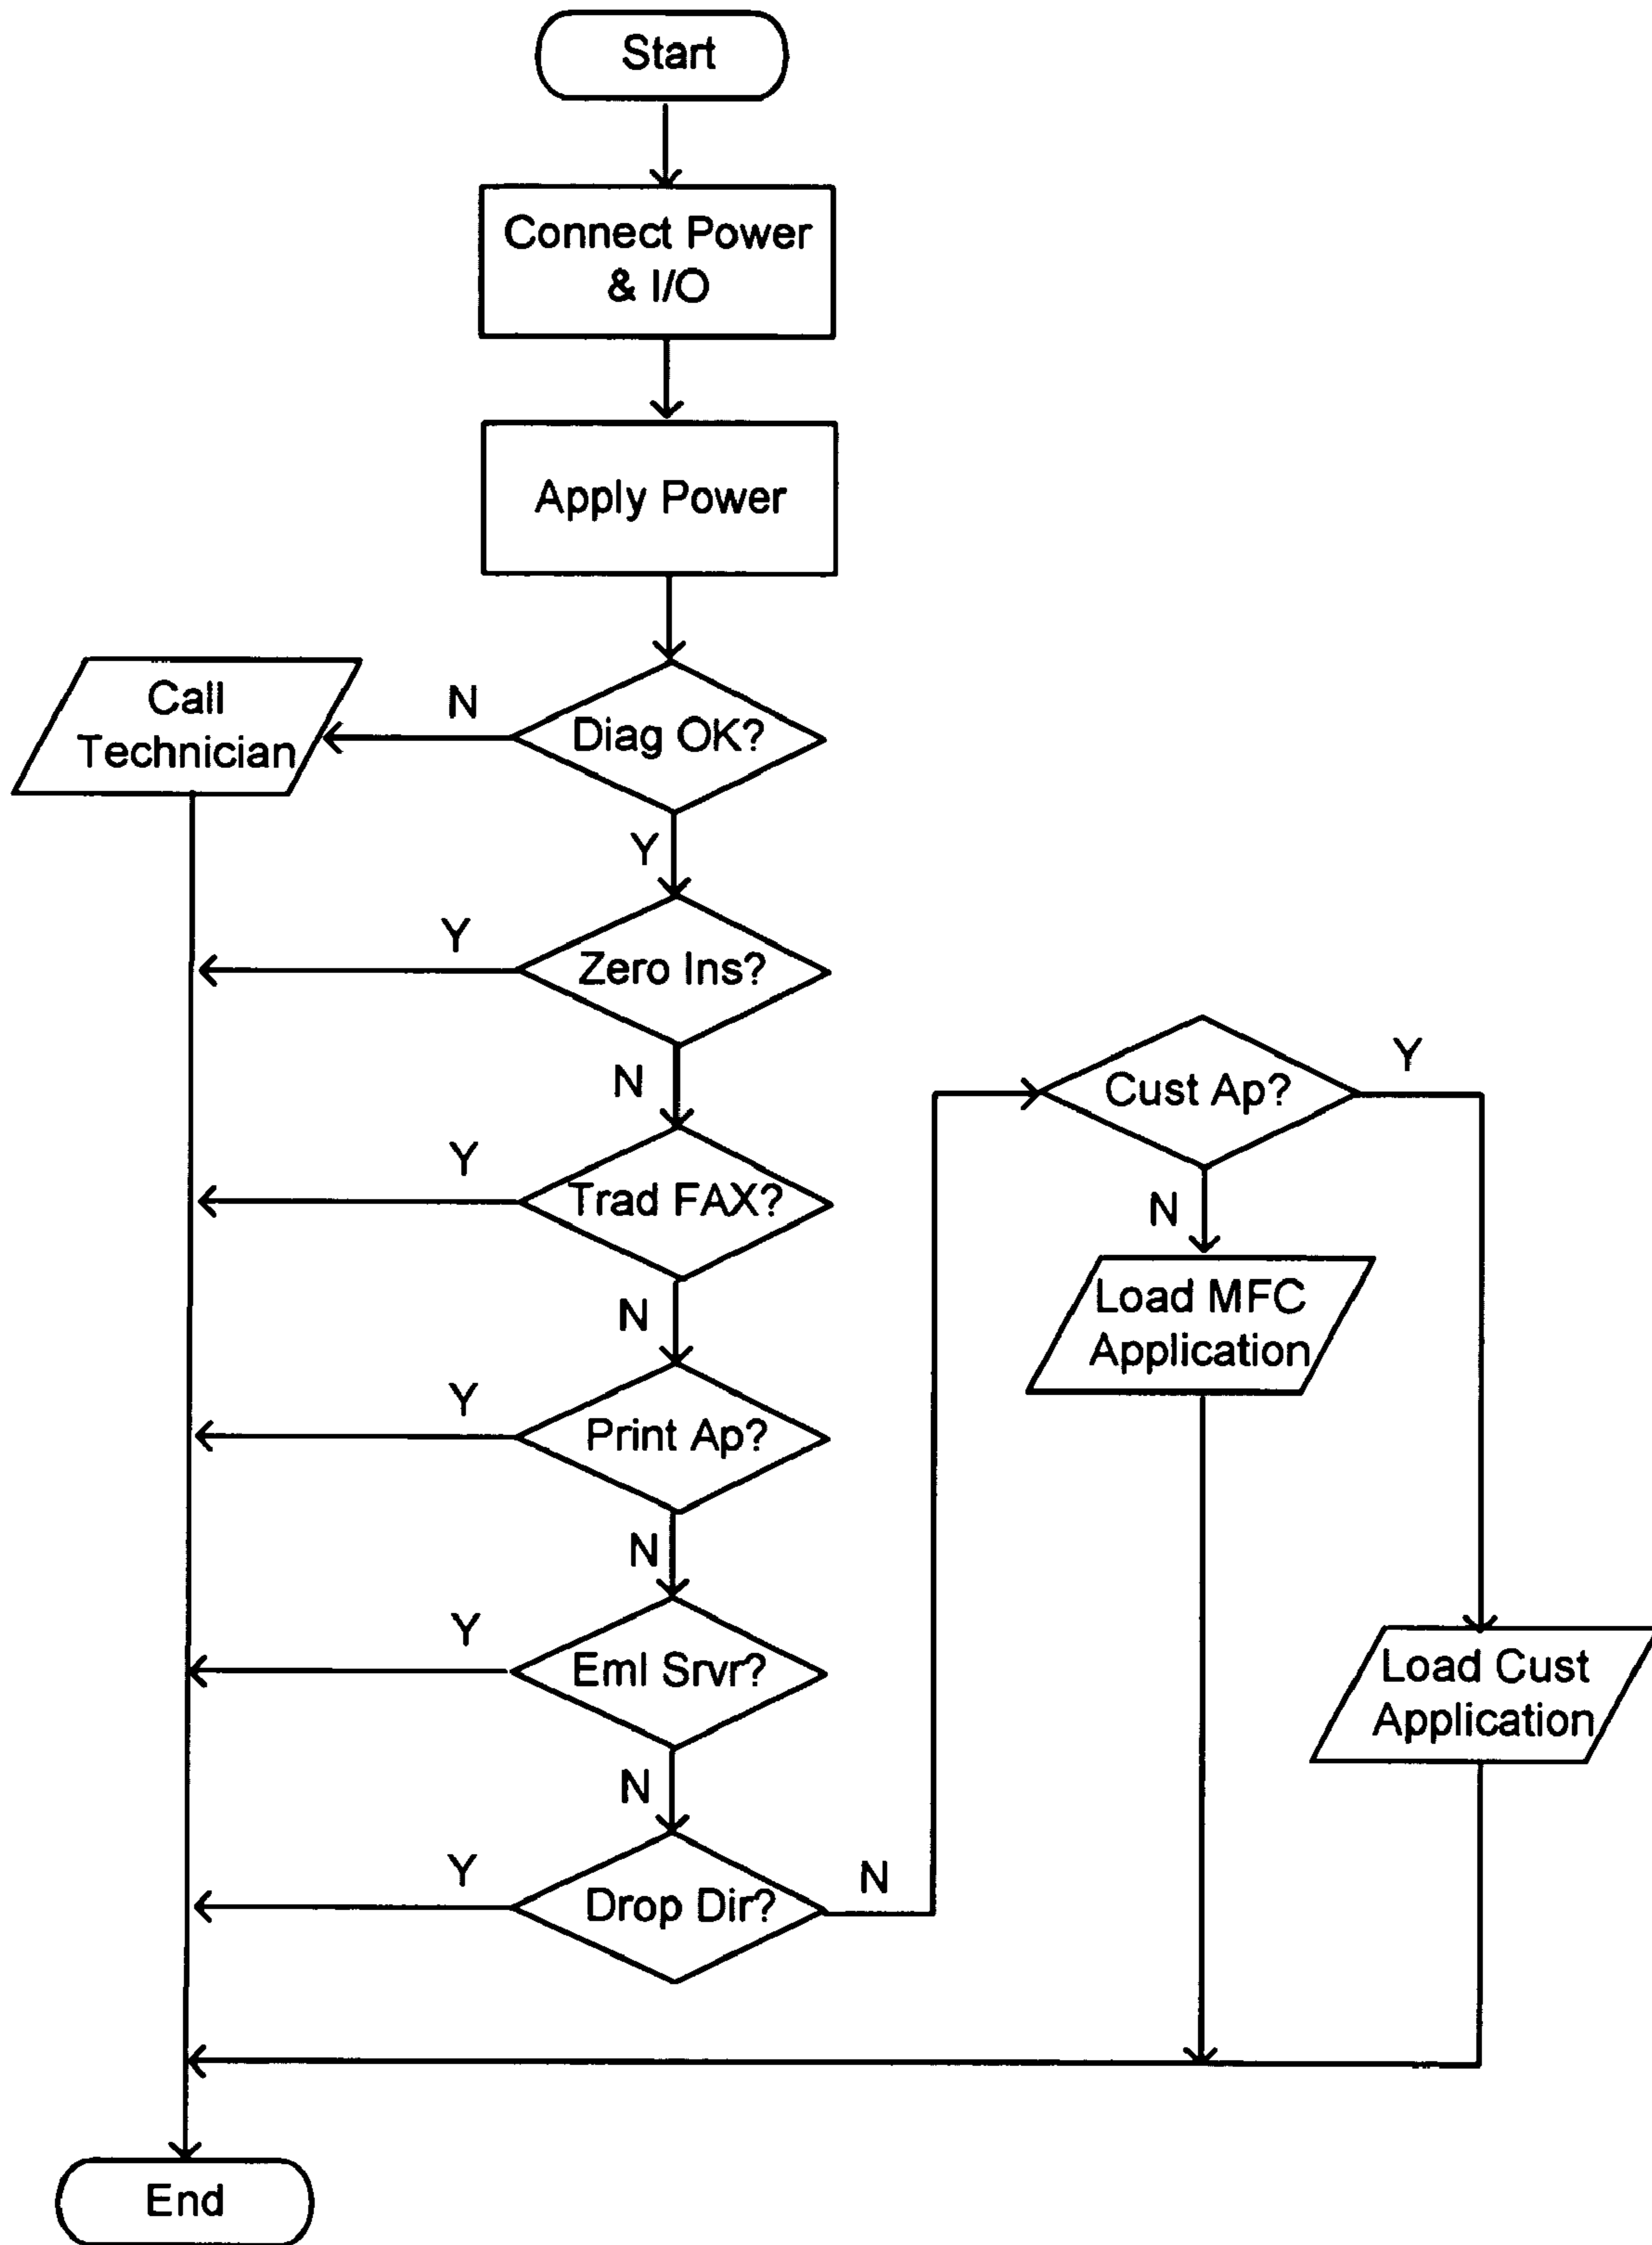 Start
Connect Power
& I/O
Apply Power
Call
Technician
N
Diag OK?
Y
Y
Zero Ins?
N
Y
Trad FAX?
N
Y
Print Ap?
N
Y
Eml Srvr?
N
Y
Drop Dir?
N
Cust Ap?
Y
N
Load MFC
Application
Load Cust
Application
End